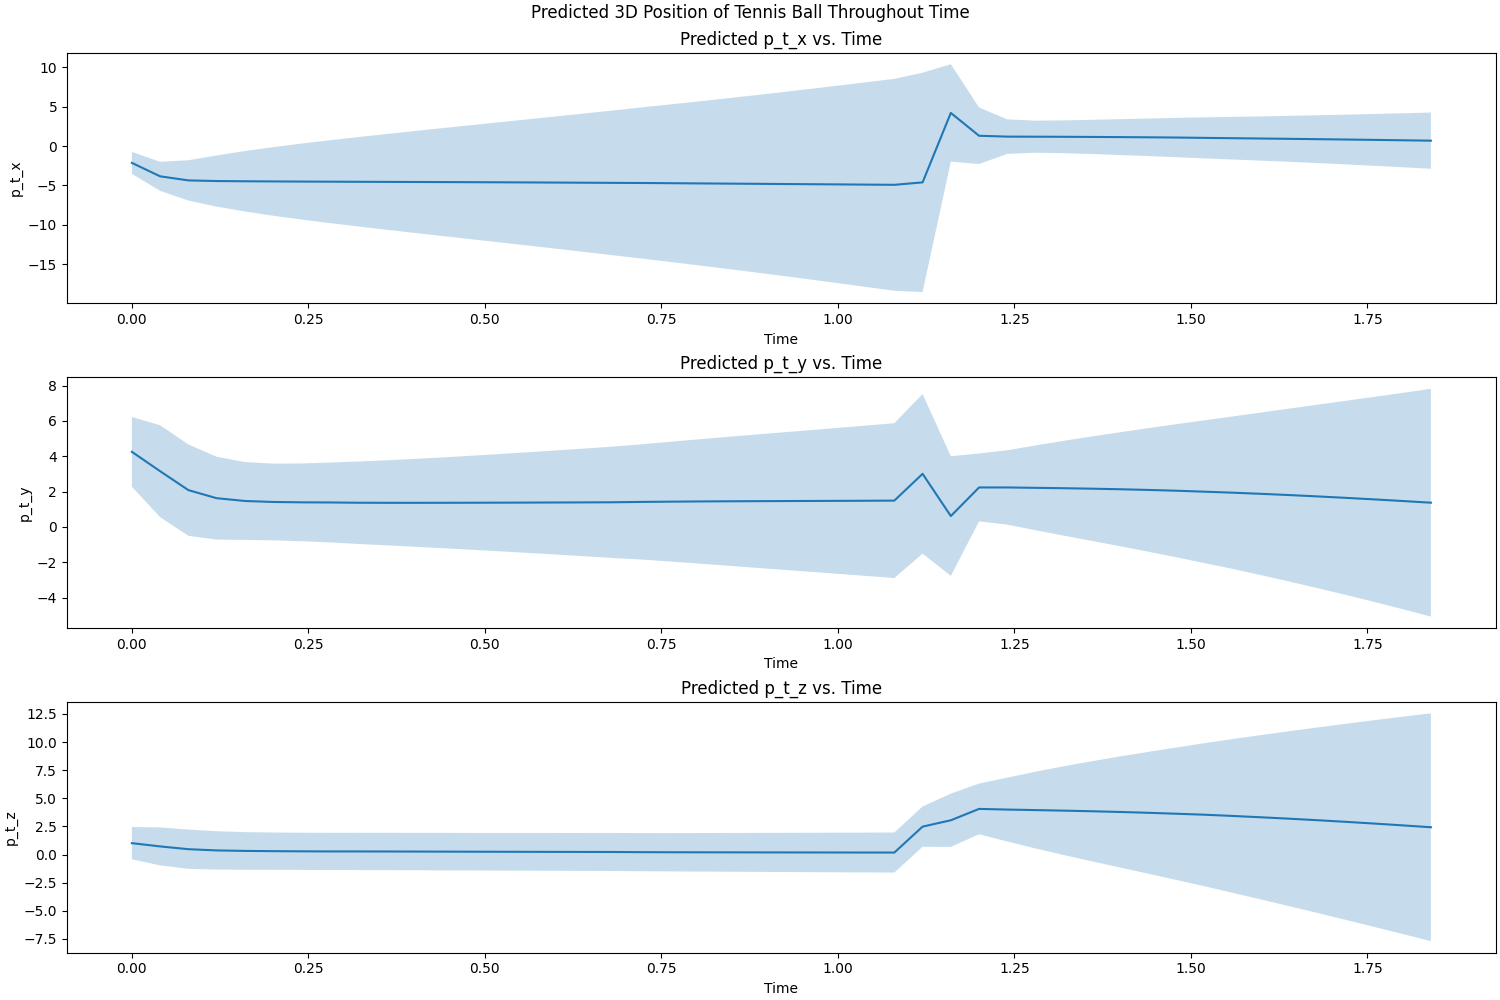 Predicted 3D Position of Tennis Ball Throughout Time
Predicted p_t_x vs. Time
10
5
0
−5
−10
−15
p_t_x
0.00 0.25 0.50 0.75 1.00 1.25 1.50 1.75
Time
Predicted p_t_y vs. Time
8
6
4
2
0
−2
−4
p_t_y
0.00 0.25 0.50 0.75 1.00 1.25 1.50 1.75
Time
Predicted p_t_z vs. Time
12.5
10.0
7.5
5.0
2.5
0.0
−2.5
−5.0
−7.5
p_t_z
0.00 0.25 0.50 0.75 1.00 1.25 1.50 1.75
Time